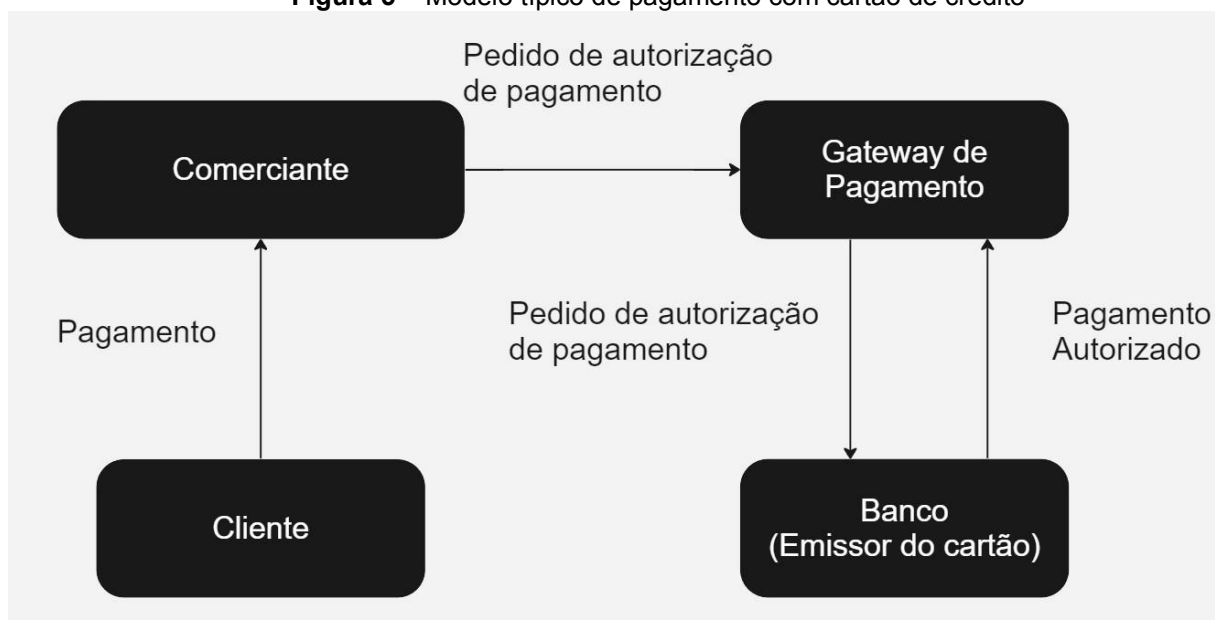 Pedido de autorização
de pagamento
Comerciante
Gateway de
Pagamento
Pagamento
Pedido de autorização
de pagamento
Pagamento
Autorizado
Cliente
Banco
(Emissor do cartão)